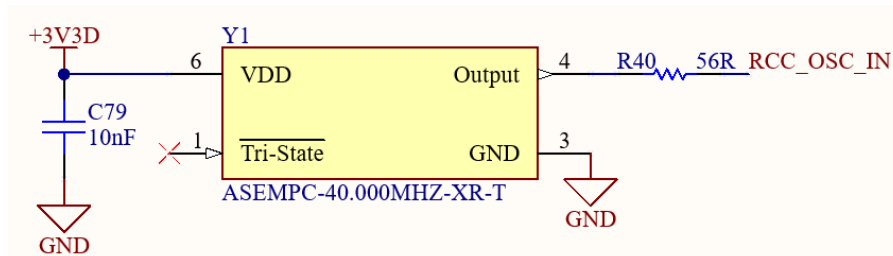 +3V3D
Y1
6
VDD
Output
4
R40
56R
RCC_OSC_IN
C79
10nF
1
Tri-State
GND
3
ASEMPC-40.000MHZ-XR-T
GND
GND